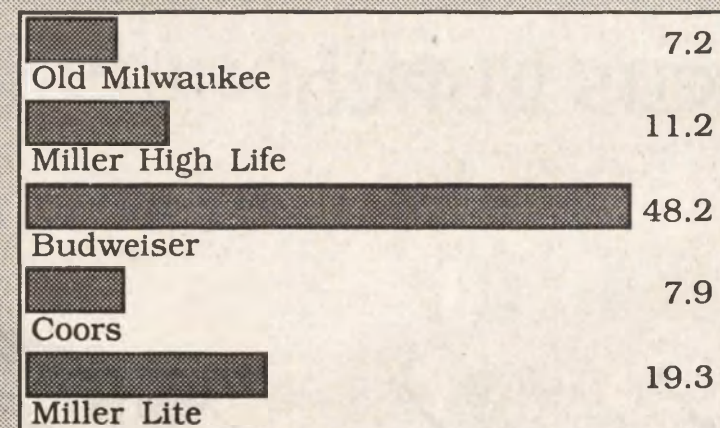 7.2
Old Milwaukee
11.2
Miller High Life
48.2
Budweiser
7.9
Coors
19.3
Miller Lite